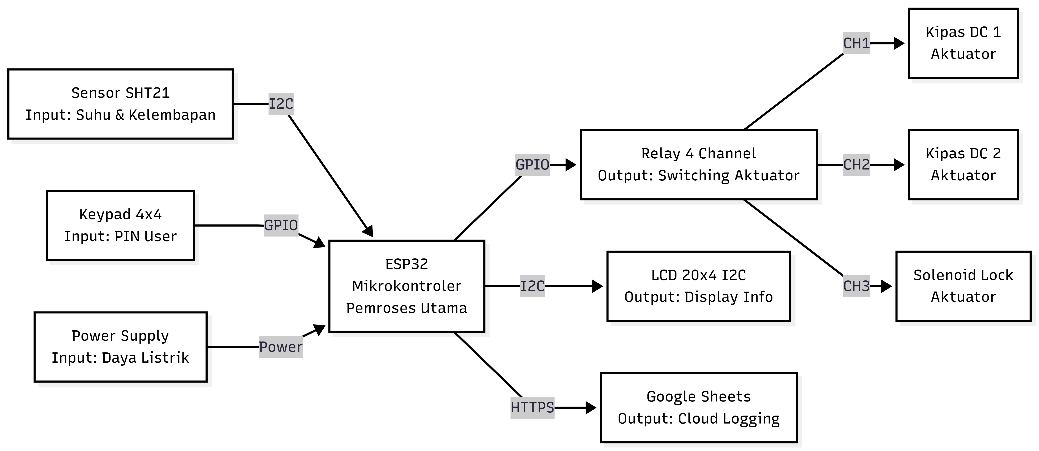 Sensor SHT21
Input: Suhu & Kelembapan
I2C
Keypad 4x4
Input: PIN User
GPIO
Power Supply
Input: Daya Listrik
Power
ESP32
Mikrokontroler
Pemroses Utama
GPIO
Relay 4 Channel
Output: Switching Aktuator
I2C
LCD 20x4 I2C
Output: Display Info
HTTPS
Google Sheets
Output: Cloud Logging
CH1
Kipas DC 1
Aktuator
CH2
Kipas DC 2
Aktuator
CH3
Solenoid Lock
Aktuator